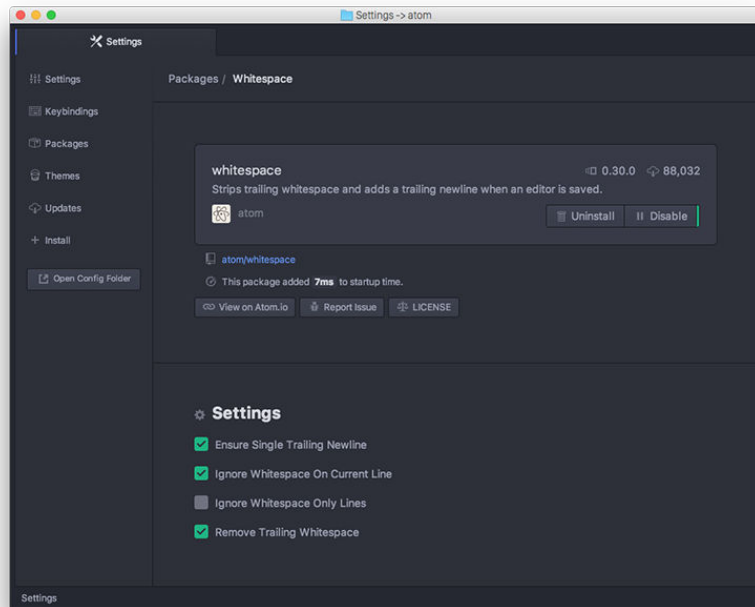 Settings -> atom
Settings
Settings
Keybindings
Packages
Themes
Updates
+ Install
Open Config Folder
Packages / Whitespace
whitespace
0.30.0 88,032
Strips trailing whitespace and adds a trailing newline when an editor is saved.
atom
Uninstall Disable
atom/whitespace
This package added 7ms to startup time.
View on Atom.io Report Issue LICENSE
Settings
Ensure Single Trailing Newline
Ignore Whitespace On Current Line
Ignore Whitespace Only Lines
Remove Trailing Whitespace
Settings